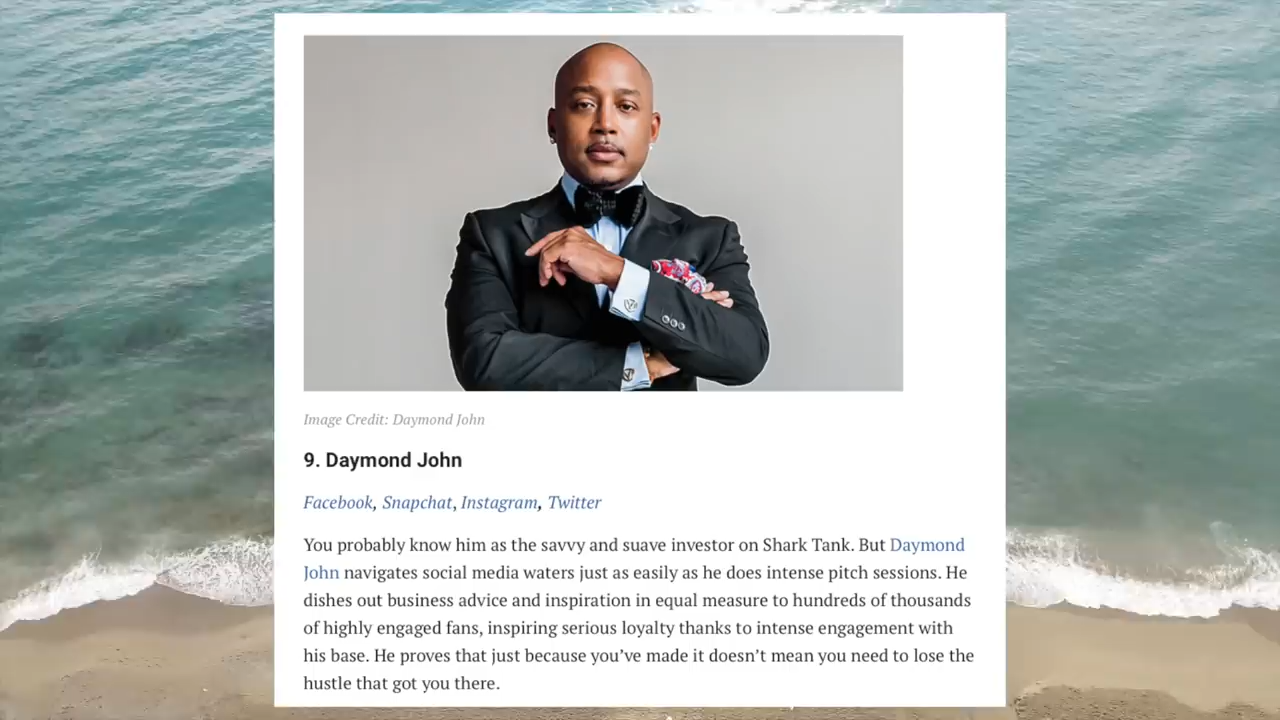 Image Credit: Daymond John
9. Daymond John
Facebook, Snapchat, Instagram, Twitter
You probably know him as the savvy and suave investor on Shark Tank. But Daymond
John navigates social media waters just as easily as he does intense pitch sessions. He
dishes out business advice and inspiration in equal measure to hundreds of thousands
of highly engaged fans, inspiring serious loyalty thanks to intense engagement with
his base. He proves that just because you’ve made it doesn’t mean you need to lose the
hustle that got you there.